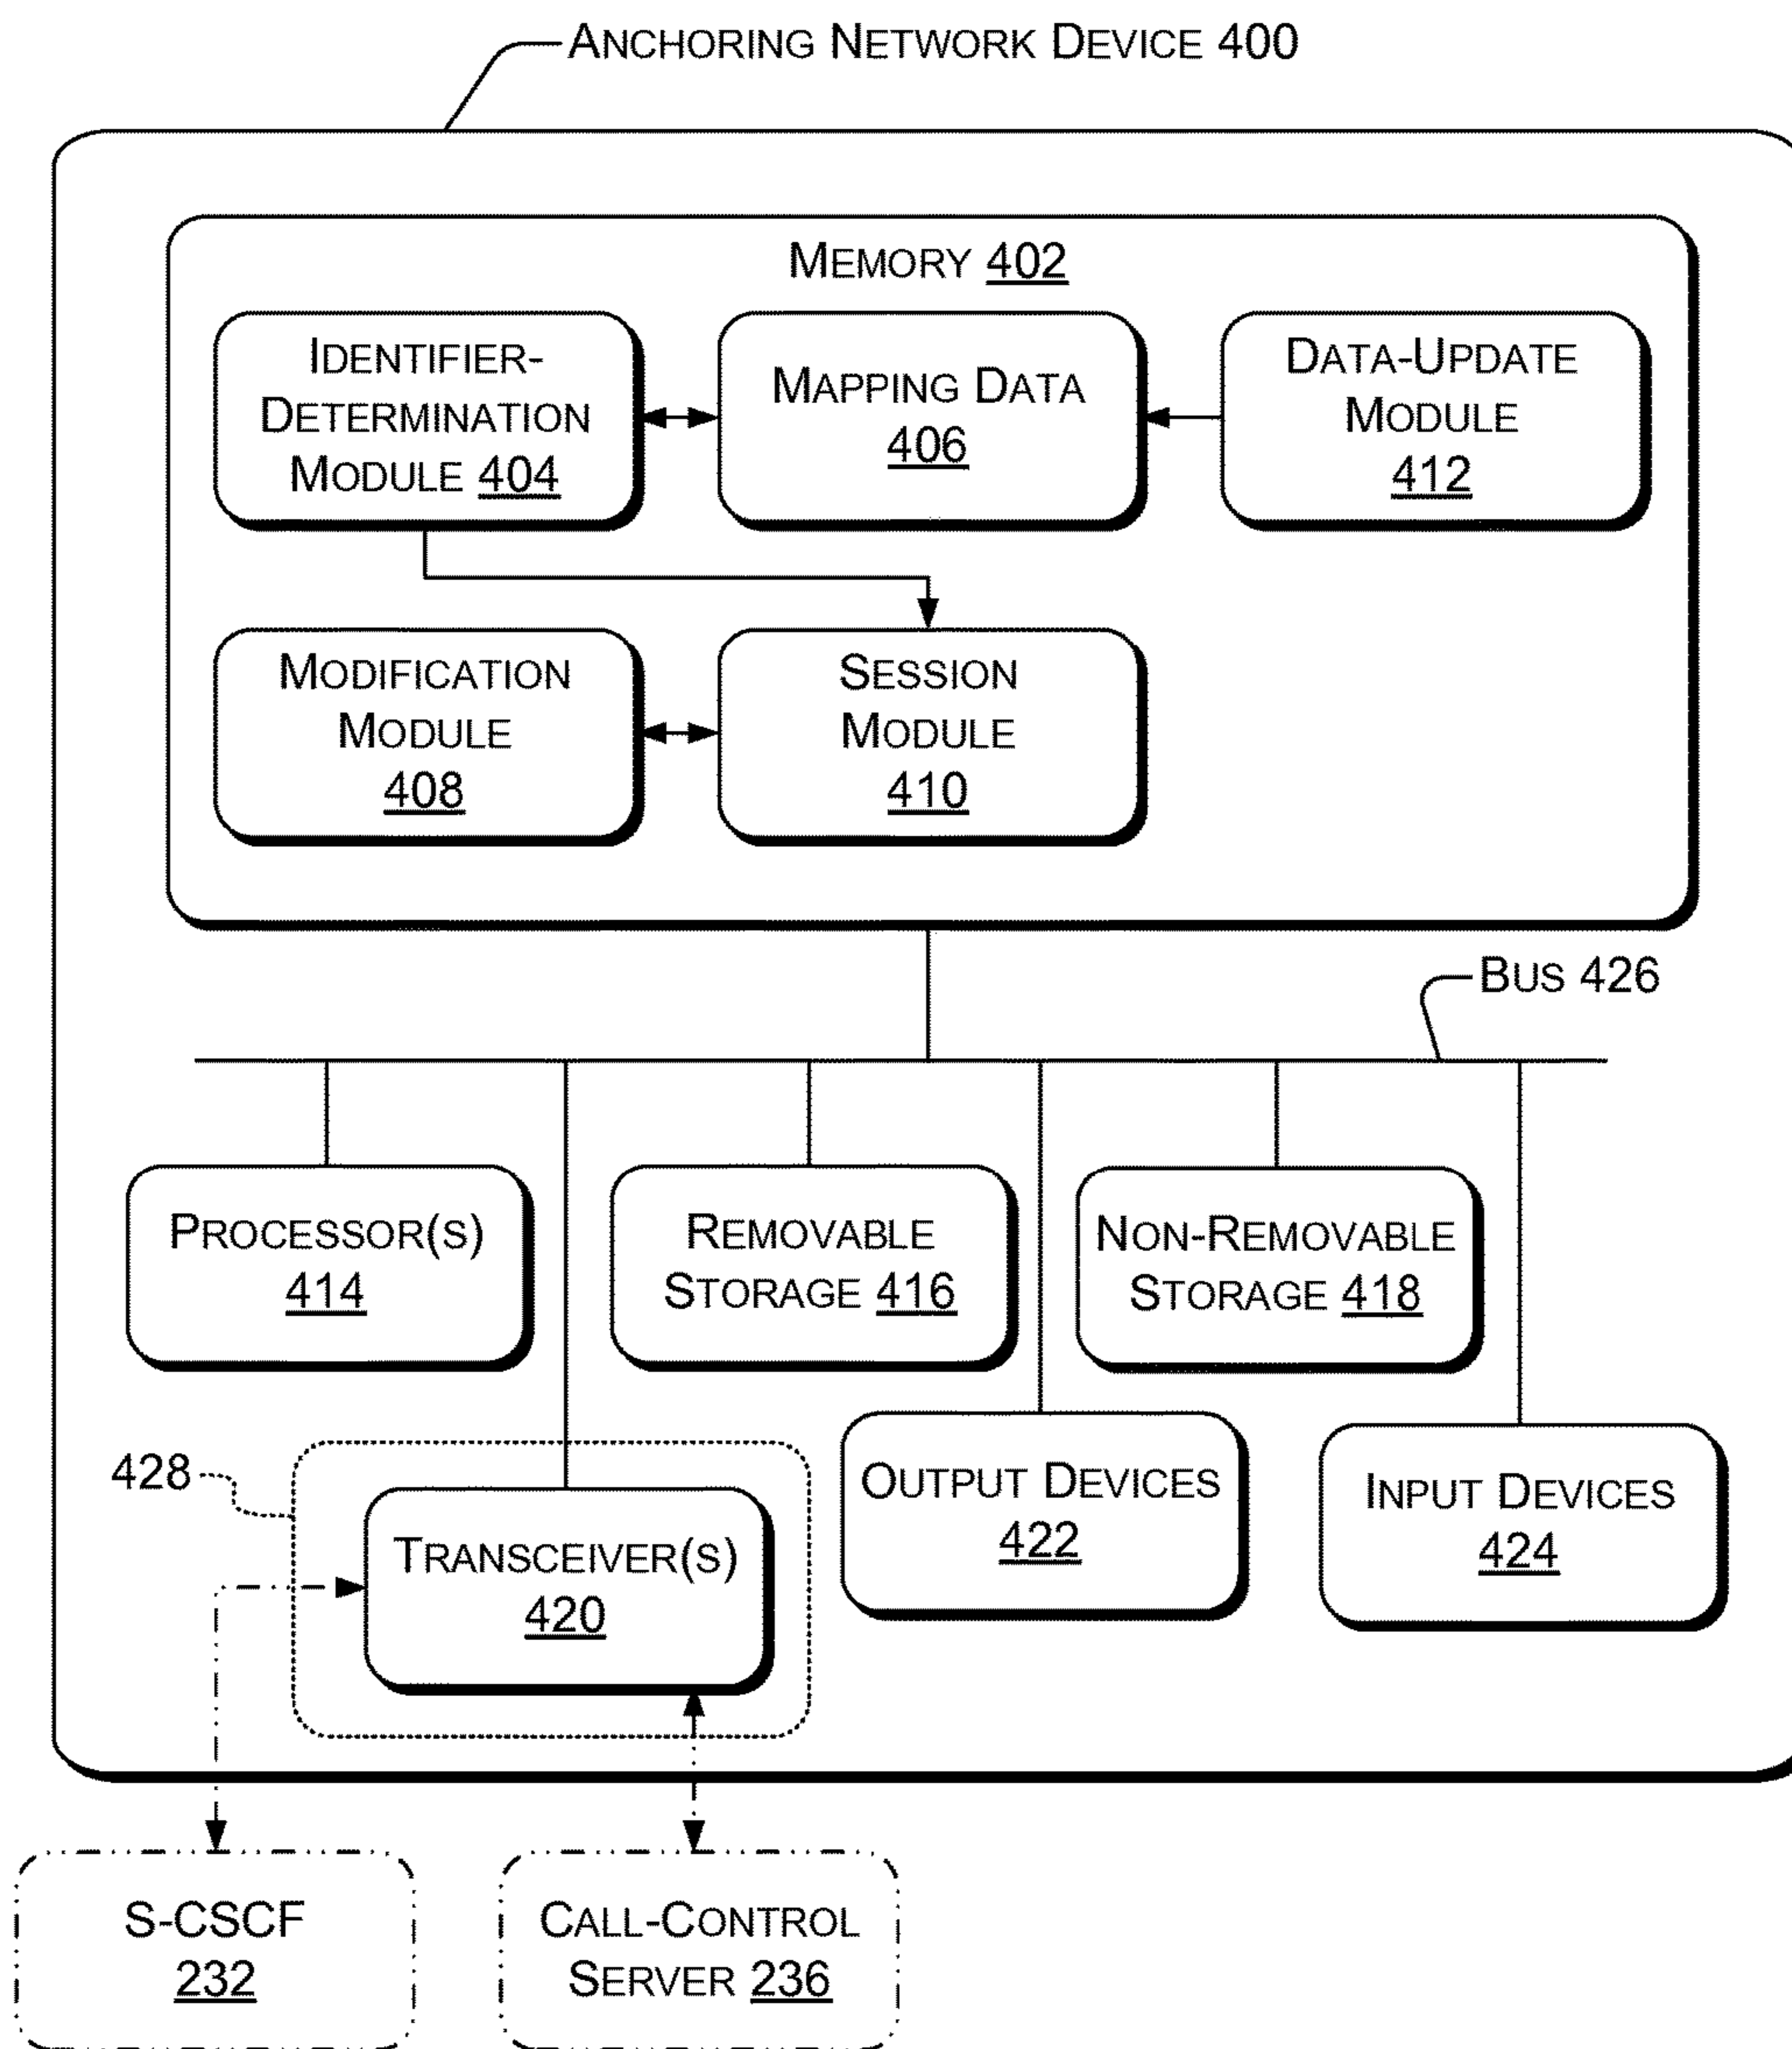 ANCHORING NETWORK DEVICE 400
MEMORY 402
IDENTIFIER-
DETERMINATION
MODULE 404
MAPPING DATA
406
DATA-UPDATE
MODULE
412
MODIFICATION
MODULE
408
SESSION
MODULE
410
BUS 426
PROCESSOR(S)
414
REMOVABLE
STORAGE 416
NON-REMOVABLE
STORAGE 418
428
TRANSCEIVER(S)
420
OUTPUT DEVICES
422
INPUT DEVICES
424
S-CSCF
232
CALL-CONTROL
SERVER 236